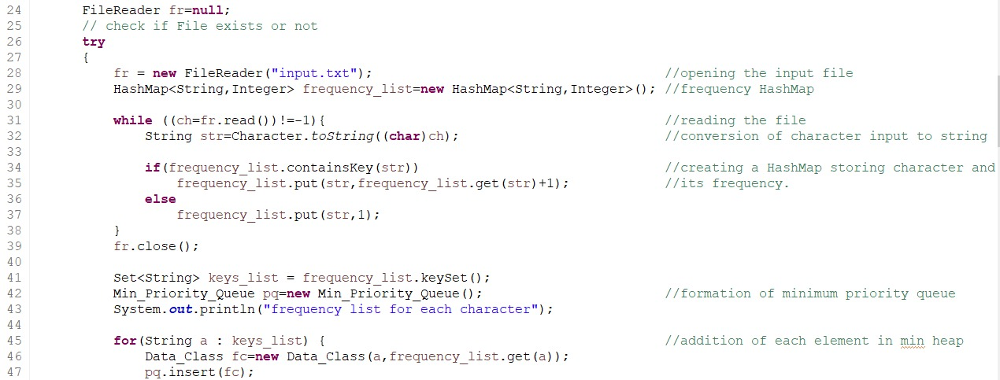 24 FileReader fr=null;
25 // check if File exists or not
26 try
27 {
28 fr = new FileReader("input.txt"); //opening the input file
29 HashMap<String,Integer> frequency_list=new HashMap<String,Integer>(); //frequency HashMap
30
31 while ((ch=fr.read())!=-1){ //reading the file
32 String str=Character.toString((char)ch); //conversion of character input to string
33
34 if(frequency_list.containsKey(str)) //creating a HashMap storing character and
35 frequency_list.put(str,frequency_list.get(str)+1); //its frequency.
36 else
37 frequency_list.put(str,1);
38 }
39 fr.close();
40
41 Set<String> keys_list = frequency_list.keySet();
42 Min_Priority_Queue pq=new Min_Priority_Queue(); //formation of minimum priority queue
43 System.out.println("frequency list for each character");
44
45 for(String a : keys_list) { //addition of each element in min heap
46 Data_Class fc=new Data_Class(a,frequency_list.get(a));
47 pq.insert(fc);